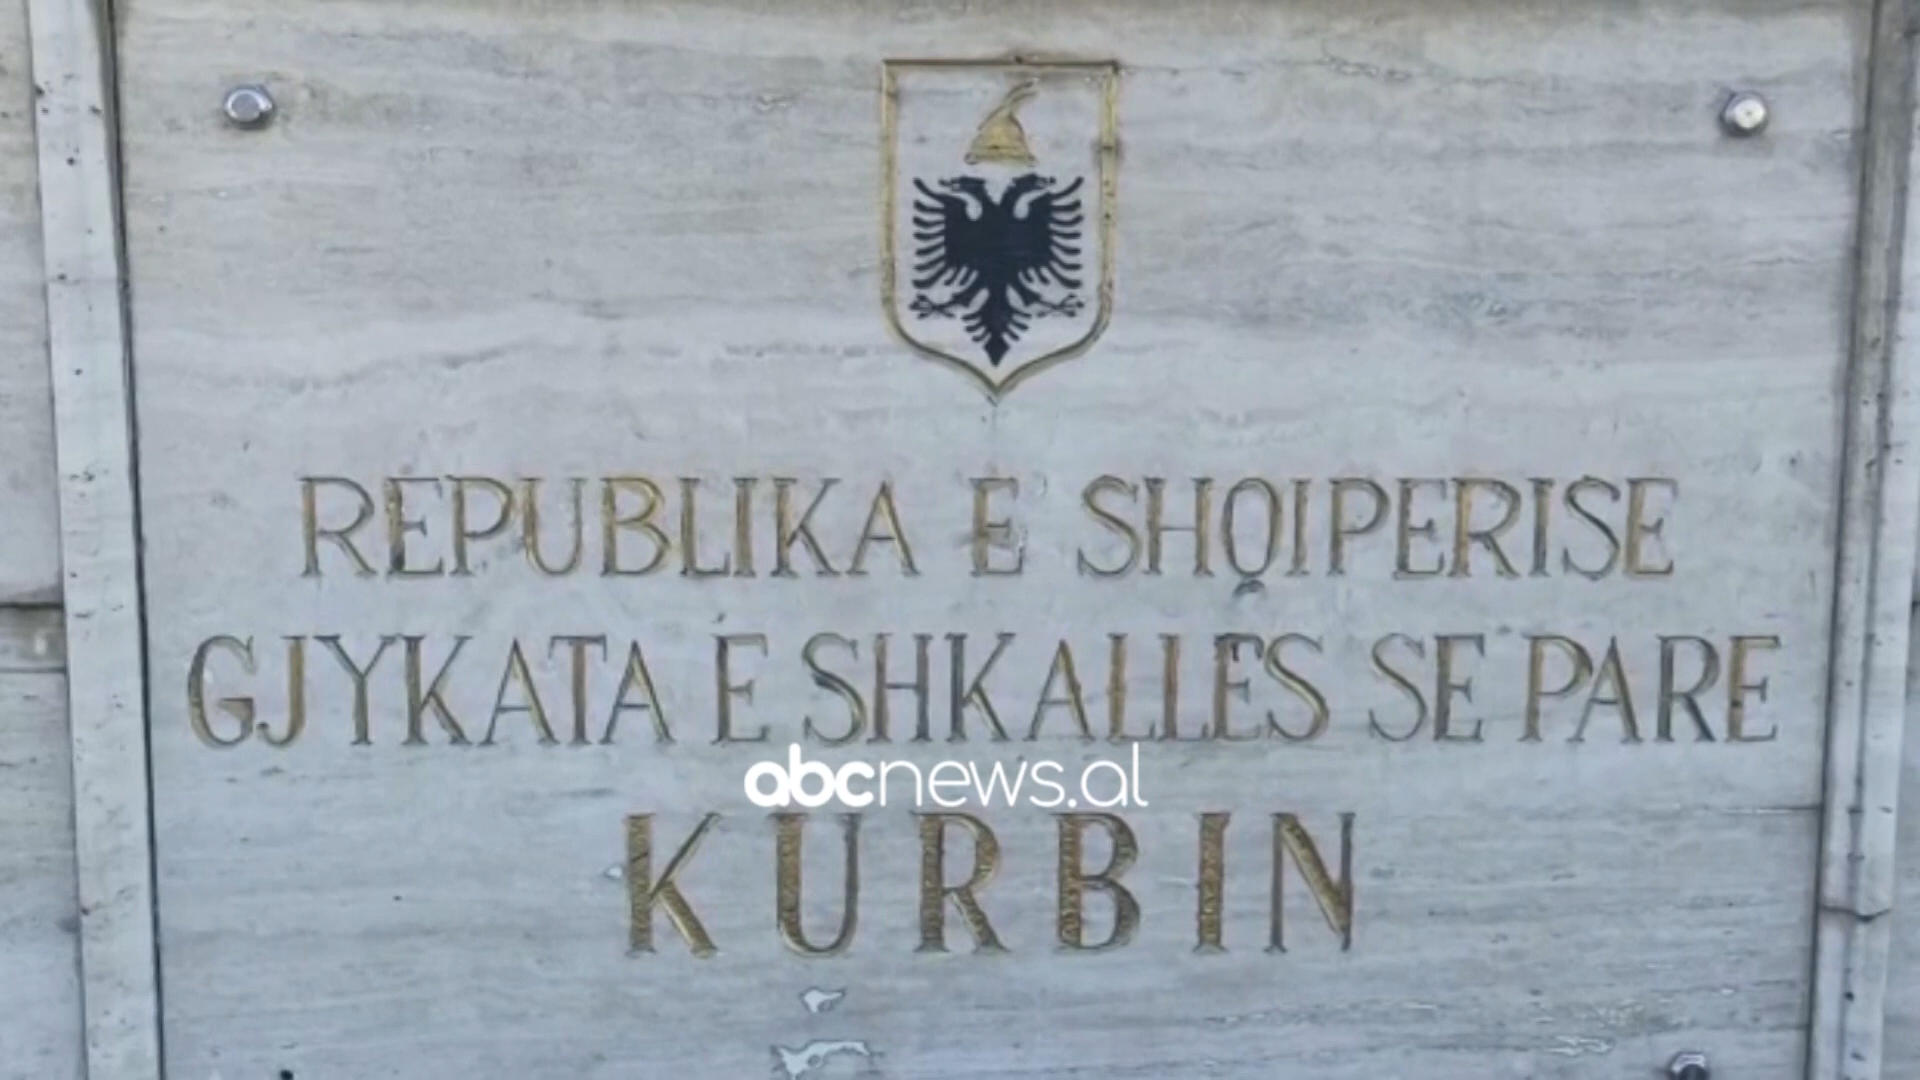 REPUBLIKA E SHQIPERISE
GJYKATA E SHKALLES SE PARE
abcnews.al
KURBIN